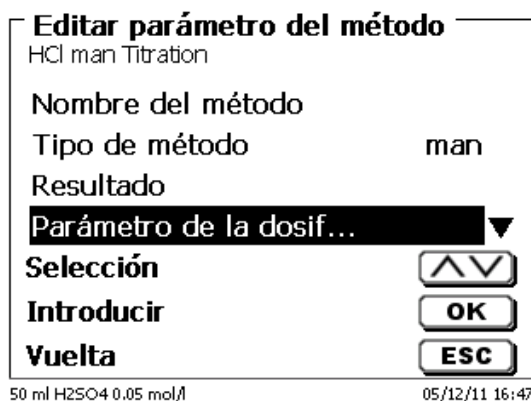 Editar parámetro del método
HCl man Titration
Nombre del método
Tipo de método man
Resultado
Parámetro de la dosif...
Selección
Introducir OK
Vuelta ESC
50 ml H2SO4 0.05 mol/l 05/12/11 16:47